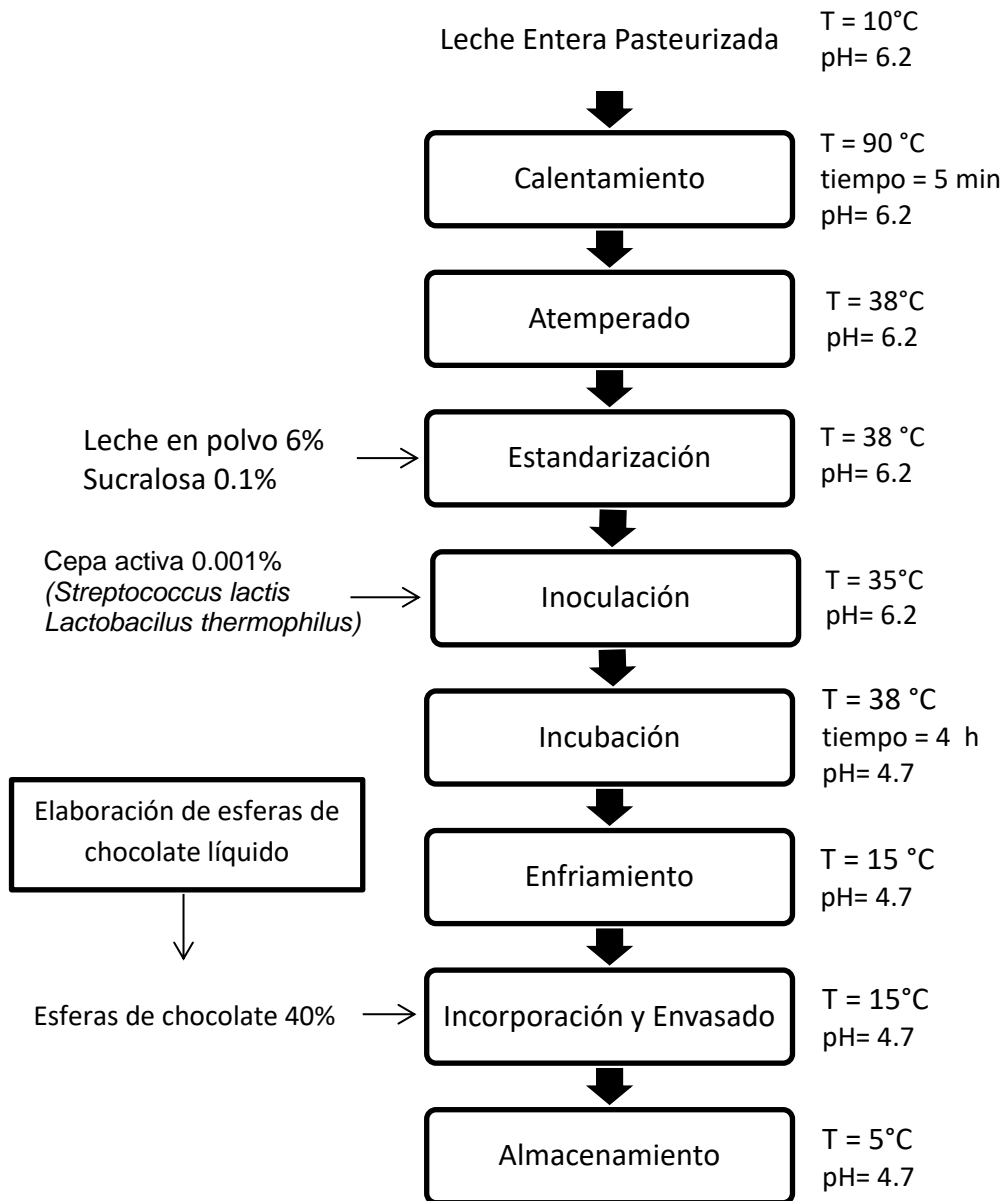 Leche Entera Pasteurizada
T = 10°C
pH= 6.2
Calentamiento
T = 90 °C
tiempo = 5 min
pH= 6.2
Atemperado
T = 38°C
pH= 6.2
Leche en polvo 6%
Sucralosa 0.1%
Estandarización
T = 38 °C
pH= 6.2
Cepa activa 0.001%
(Streptococcus lactis
Lactobacilus thermophilus)
Inoculación
T = 35°C
pH= 6.2
Incubación
T = 38 °C
tiempo = 4 h
pH= 4.7
Elaboración de esferas de
chocolate líquido
Enfriamiento
T = 15 °C
pH= 4.7
Esferas de chocolate 40%
Incorporación y Envasado
T = 15°C
pH= 4.7
Almacenamiento
T = 5°C
pH= 4.7